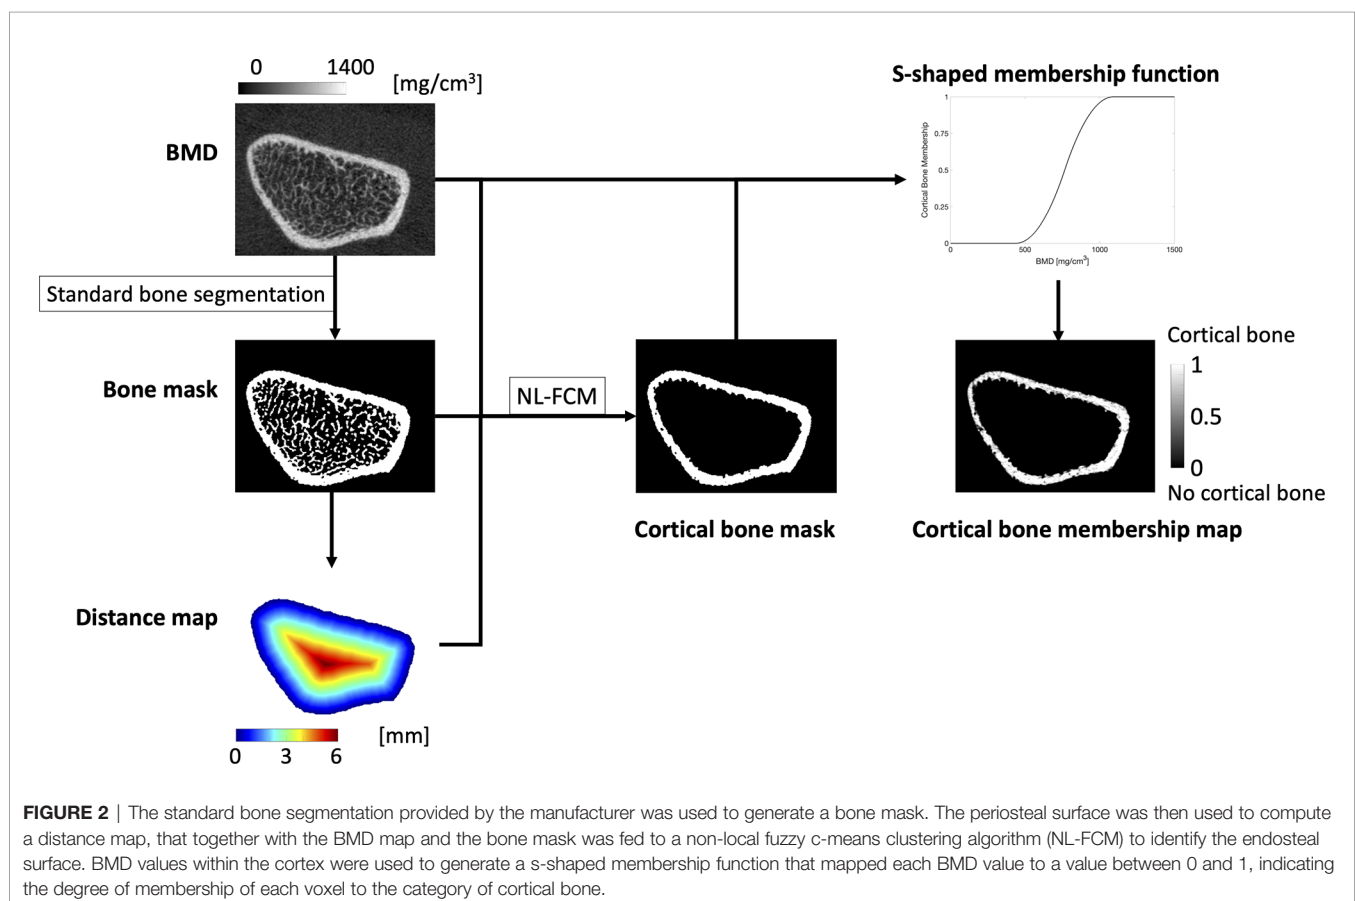 0 1400 [mg/cm³]
BMD
S-shaped membership function
1
0.75
0.5
0.25
0
Cortical Bone Membership
0 500 1000 1500
BMD [mg/cm³]
Standard bone segmentation
Bone mask
NL-FCM
Cortical bone mask
Cortical bone
1
0.5
0
No cortical bone
Cortical bone membership map
Distance map
[mm]
0 3 6
FIGURE 2 | The standard bone segmentation provided by the manufacturer was used to generate a bone mask. The periosteal surface was then used to compute
a distance map, that together with the BMD map and the bone mask was fed to a non-local fuzzy c-means clustering algorithm (NL-FCM) to identify the endosteal
surface. BMD values within the cortex were used to generate a s-shaped membership function that mapped each BMD value to a value between 0 and 1, indicating
the degree of membership of each voxel to the category of cortical bone.